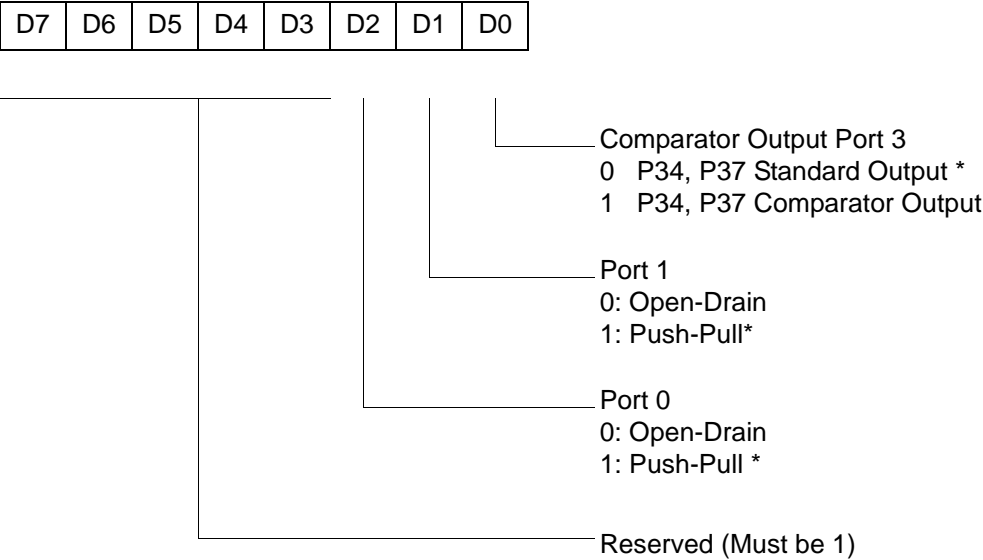 D7 D6 D5 D4 D3 D2 D1 D0
Comparator Output Port 3
0 P34, P37 Standard Output *
1 P34, P37 Comparator Output
Port 1
0: Open-Drain
1: Push-Pull*
Port 0
0: Open-Drain
1: Push-Pull *
Reserved (Must be 1)